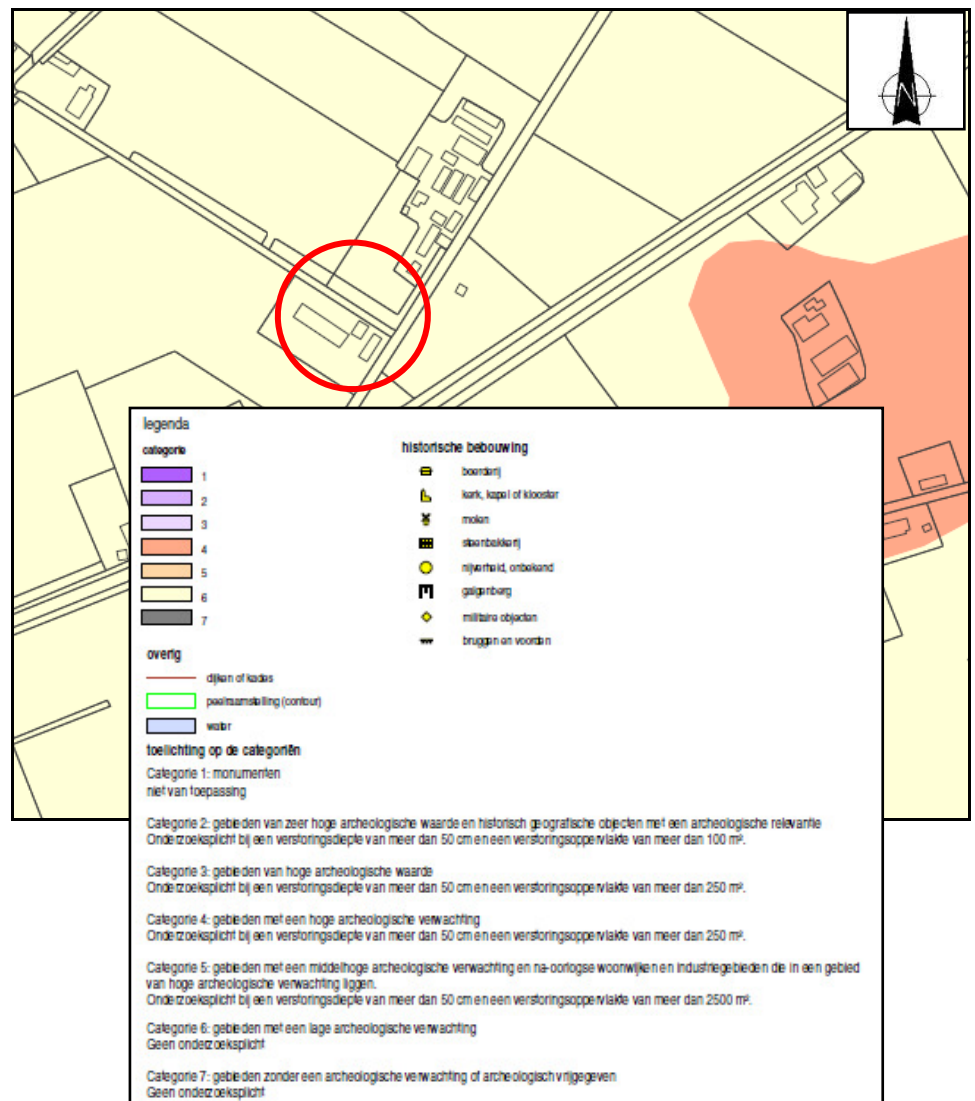 N
legenda
categorie
1
2
3
4
5
6
7
historische bebouwing
boerderij
kerk, kapel of klooster
molen
steenbakkerij
nijverheid, onbekend
galgenberg
militaire objecten
bruggen en voorden
overig
dijken of kades
peelraamstelling (contour)
water
toelichting op de categoriën
Categorie 1: monumenten
niet van toepassing
Categorie 2: gebieden van zeer hoge archeologische waarde en historisch geografische objecten met een archeologische relevantie
Onderzoeksplicht bij een verstoringsdiepte van meer dan 50 cm en een verstoringsoppervlakte van meer dan 100 m².
Categorie 3: gebieden van hoge archeologische waarde
Onderzoeksplicht bij een verstoringsdiepte van meer dan 50 cm en een verstoringsoppervlakte van meer dan 250 m².
Categorie 4: gebieden met een hoge archeologische verwachting
Onderzoeksplicht bij een verstoringsdiepte van meer dan 50 cm en een verstoringsoppervlakte van meer dan 250 m².
Categorie 5: gebieden met een middelhoge archeologische verwachting en na-oorlogse woonwijken en industriegebieden die in een gebied
van hoge archeologische verwachting liggen.
Onderzoeksplicht bij een verstoringsdiepte van meer dan 50 cm en een verstoringsoppervlakte van meer dan 2500 m².
Categorie 6: gebieden met een lage archeologische verwachting
Geen onderzoeksplicht
Categorie 7: gebieden zonder een archeologische verwachting of archeologisch vrijgegeven
Geen onderzoeksplicht